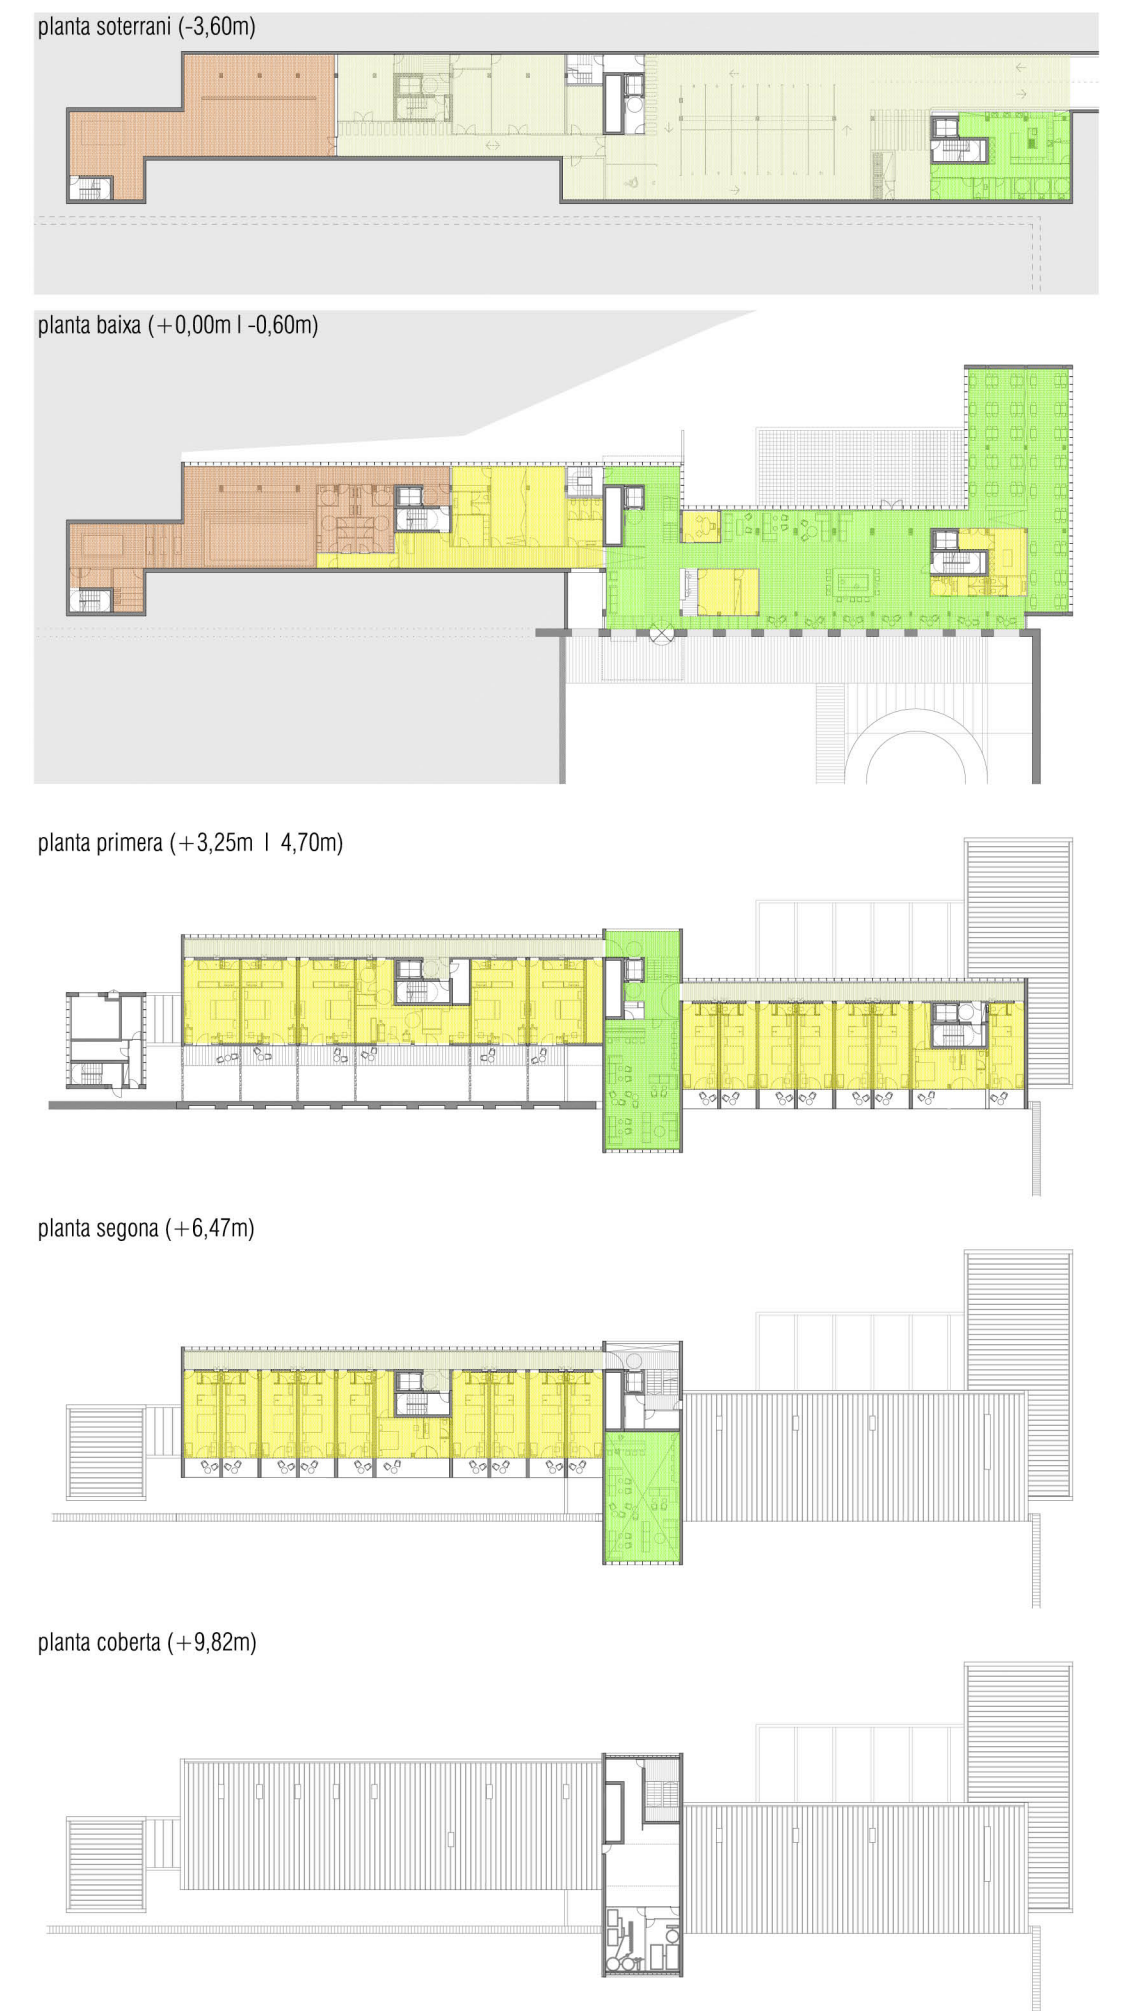 planta soterrani (-3,60m)
planta baixa (+0,00m | -0,60m)
planta primera (+3,25m | 4,70m)
planta segona (+6,47m)
planta coberta (+9,82m)